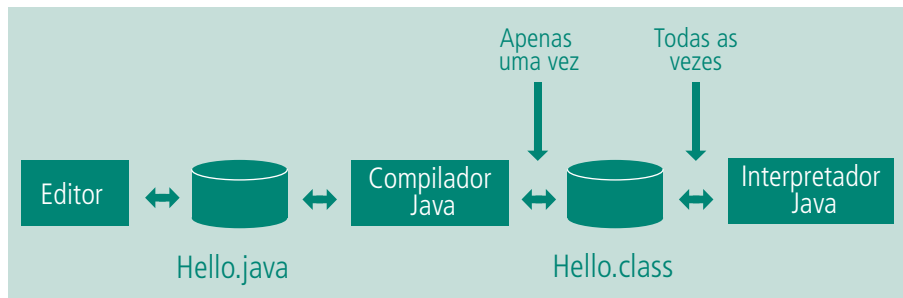 Apenas
uma vez
Todas as
vezes
Editor
Compilador
Java
Interpretador
Java
Hello.java
Hello.class